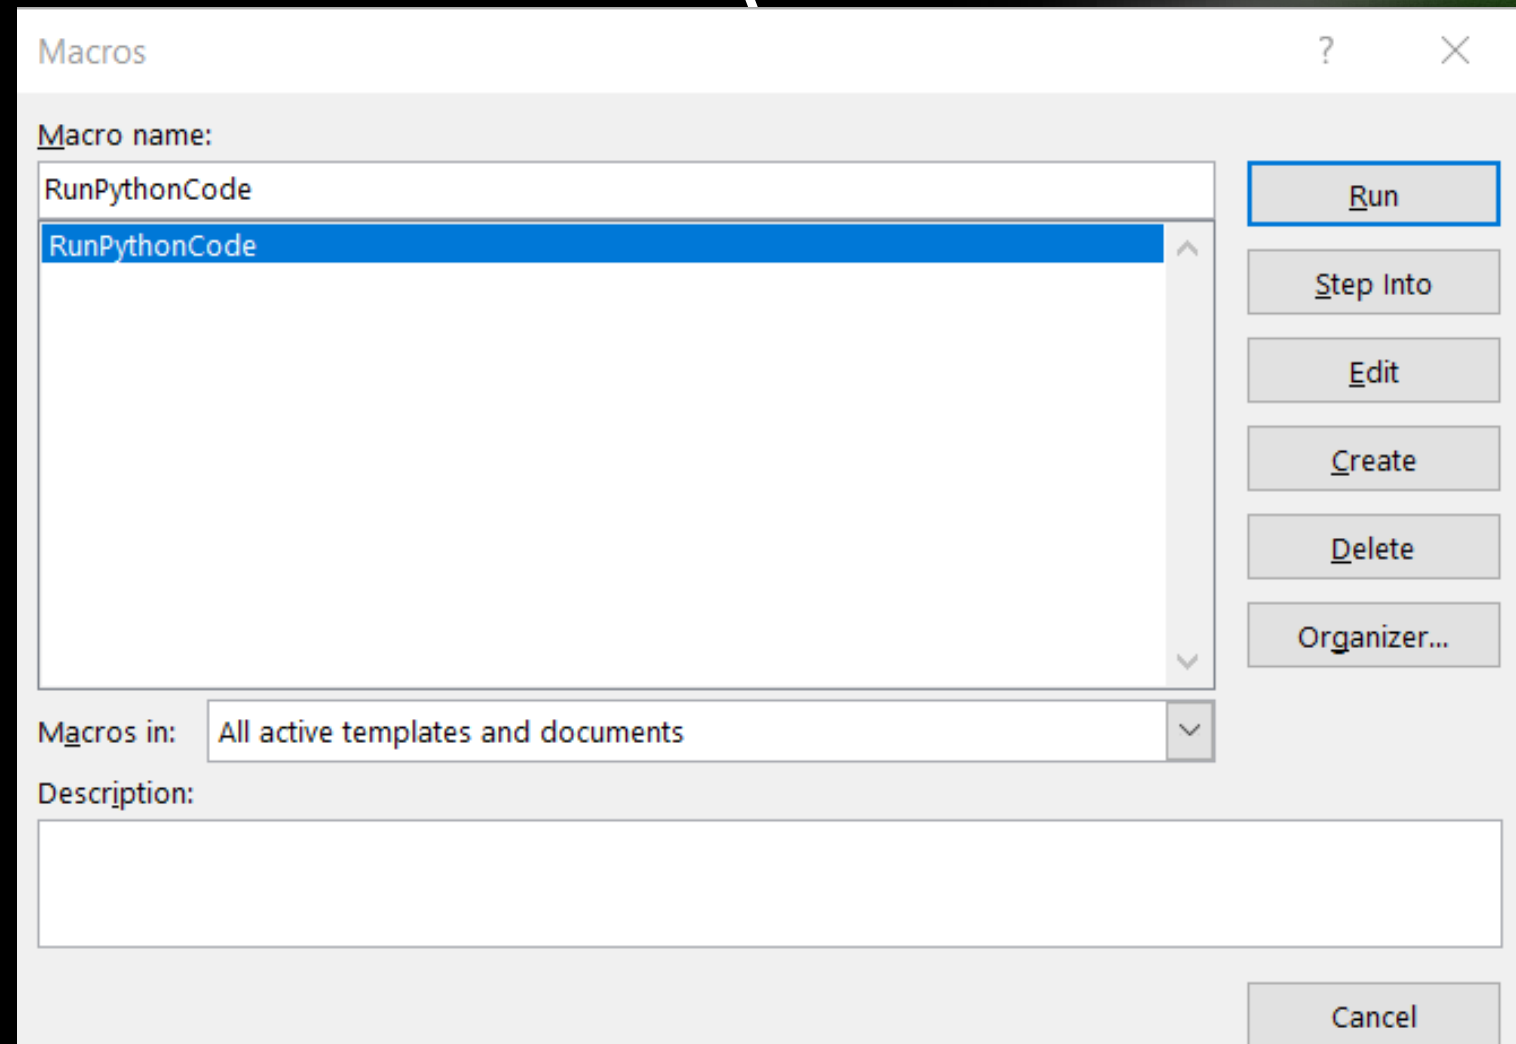 Macros
Macro name:
RunPythonCode
RunPythonCode
Run
Step Into
Edit
Create
Delete
Organizer...
Macros in: All active templates and documents
Description:
Cancel